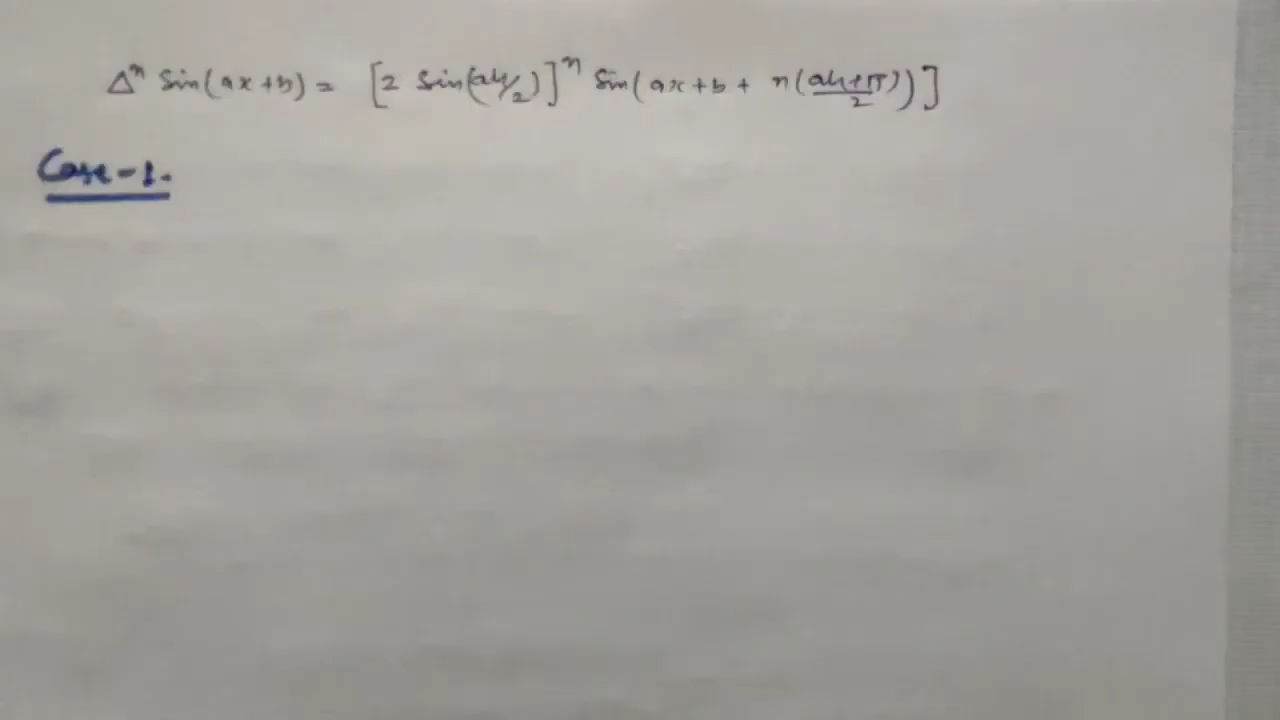 Δⁿ Sin(ax+b) = [2 Sin(ah/2)]ⁿ Sin(ax+b+ n(ah+π/2))]
Case-1.